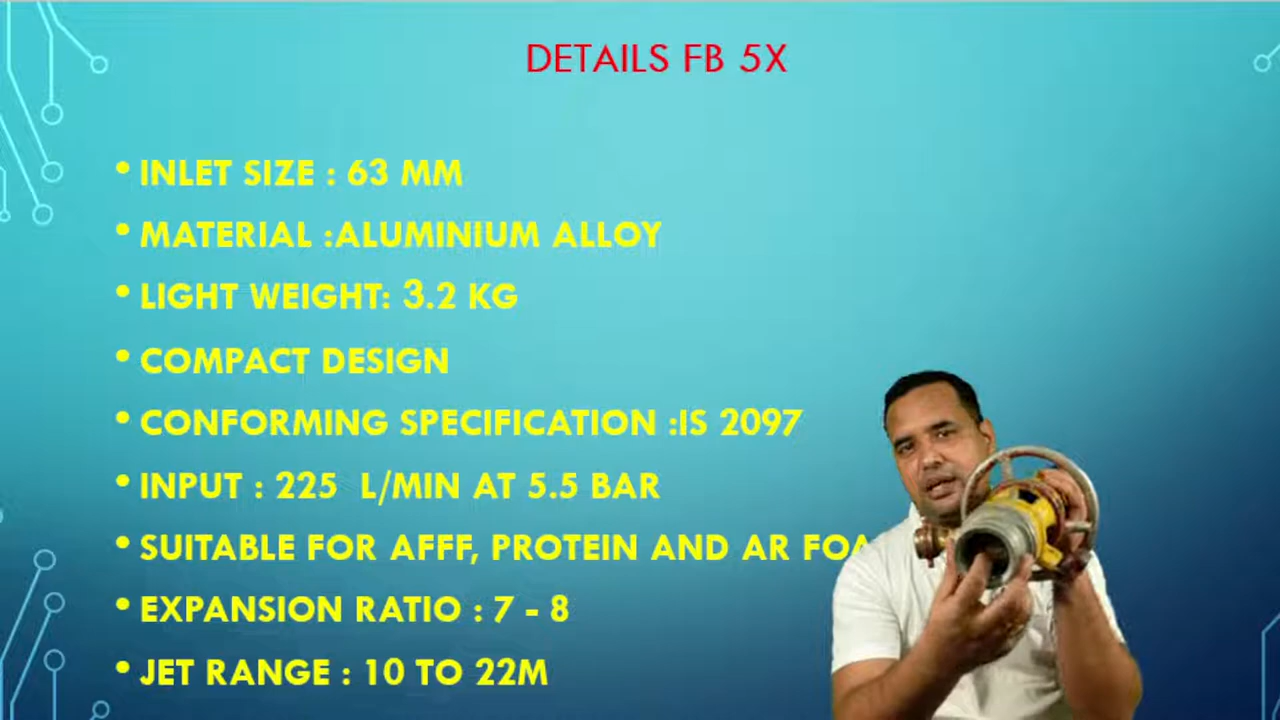 DETAILS FB 5X
• INLET SIZE : 63 MM
• MATERIAL :ALUMINIUM ALLOY
• LIGHT WEIGHT: 3.2 KG
• COMPACT DESIGN
• CONFORMING SPECIFICATION :IS 2097
• INPUT : 225 L/MIN AT 5.5 BAR
• SUITABLE FOR AFFF, PROTEIN AND AR
• EXPANSION RATIO : 7 - 8
• JET RANGE : 10 TO 22M